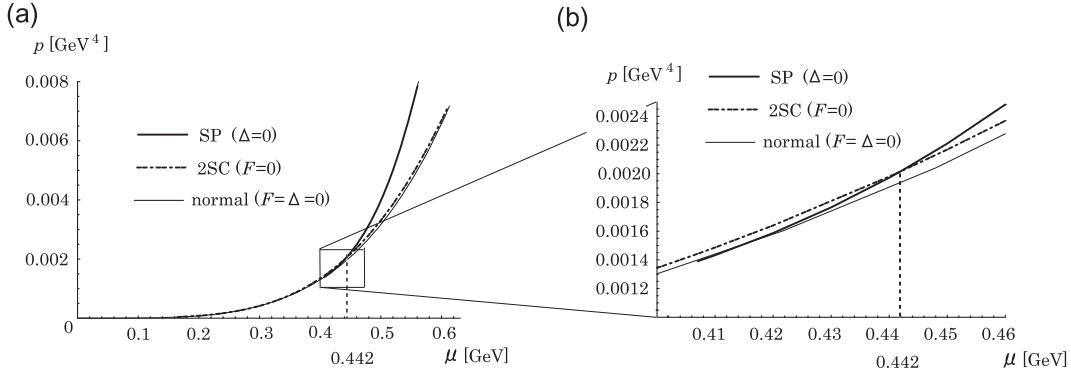 (a)
p [GeV⁴]
0.008
0.006
0.004
0.002
0
SP (Δ=0)
2SC (F=0)
normal (F=Δ=0)
0.1 0.2 0.3 0.4 0.5 0.6
0.442
μ [GeV]
(b)
p [GeV⁴]
SP (Δ=0)
2SC (F=0)
normal (F=Δ=0)
0.0024
0.0022
0.0020
0.0018
0.0016
0.0014
0.0012
0.41 0.42 0.43 0.44 0.45 0.46
0.442
μ [GeV]